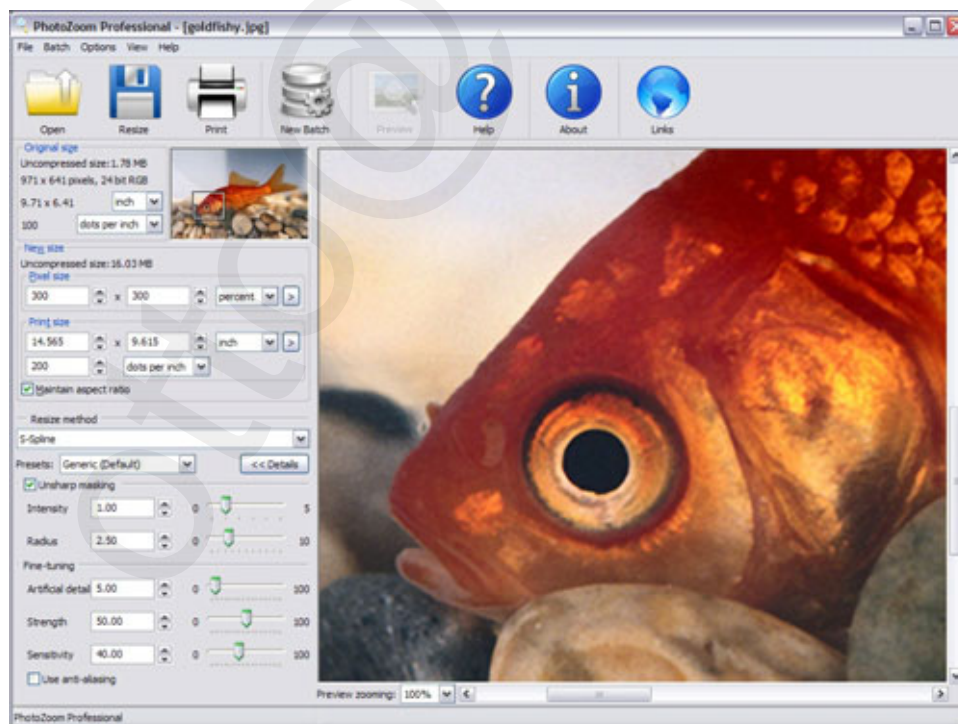 PhotoZoom Professional - [goldfishy.jpg]
File Batch Options View Help
Open Resize Print New Batch Preview Help About Links
Original size
Uncompressed size: 1.78 MB
971 x 641 pixels, 24 bit RGB
9.71 x 6.41 inch
100 dots per inch
New size
Uncompressed size: 16.03 MB
Pixel size
300 x 300 percent >
Print size
14.565 x 9.615 inch >
200 dots per inch
Maintain aspect ratio
Resize method
S-Spline
Presets: Generic (Default) << Details
Unsharp masking
Intensity 1.00 0 5
Radius 2.50 0 10
Fine-tuning
Artificial detail 5.00 0 100
Strength 50.00 0 100
Sensitivity 40.00 0 100
Use anti-aliasing
Preview zooming: 100%
PhotoZoom Professional